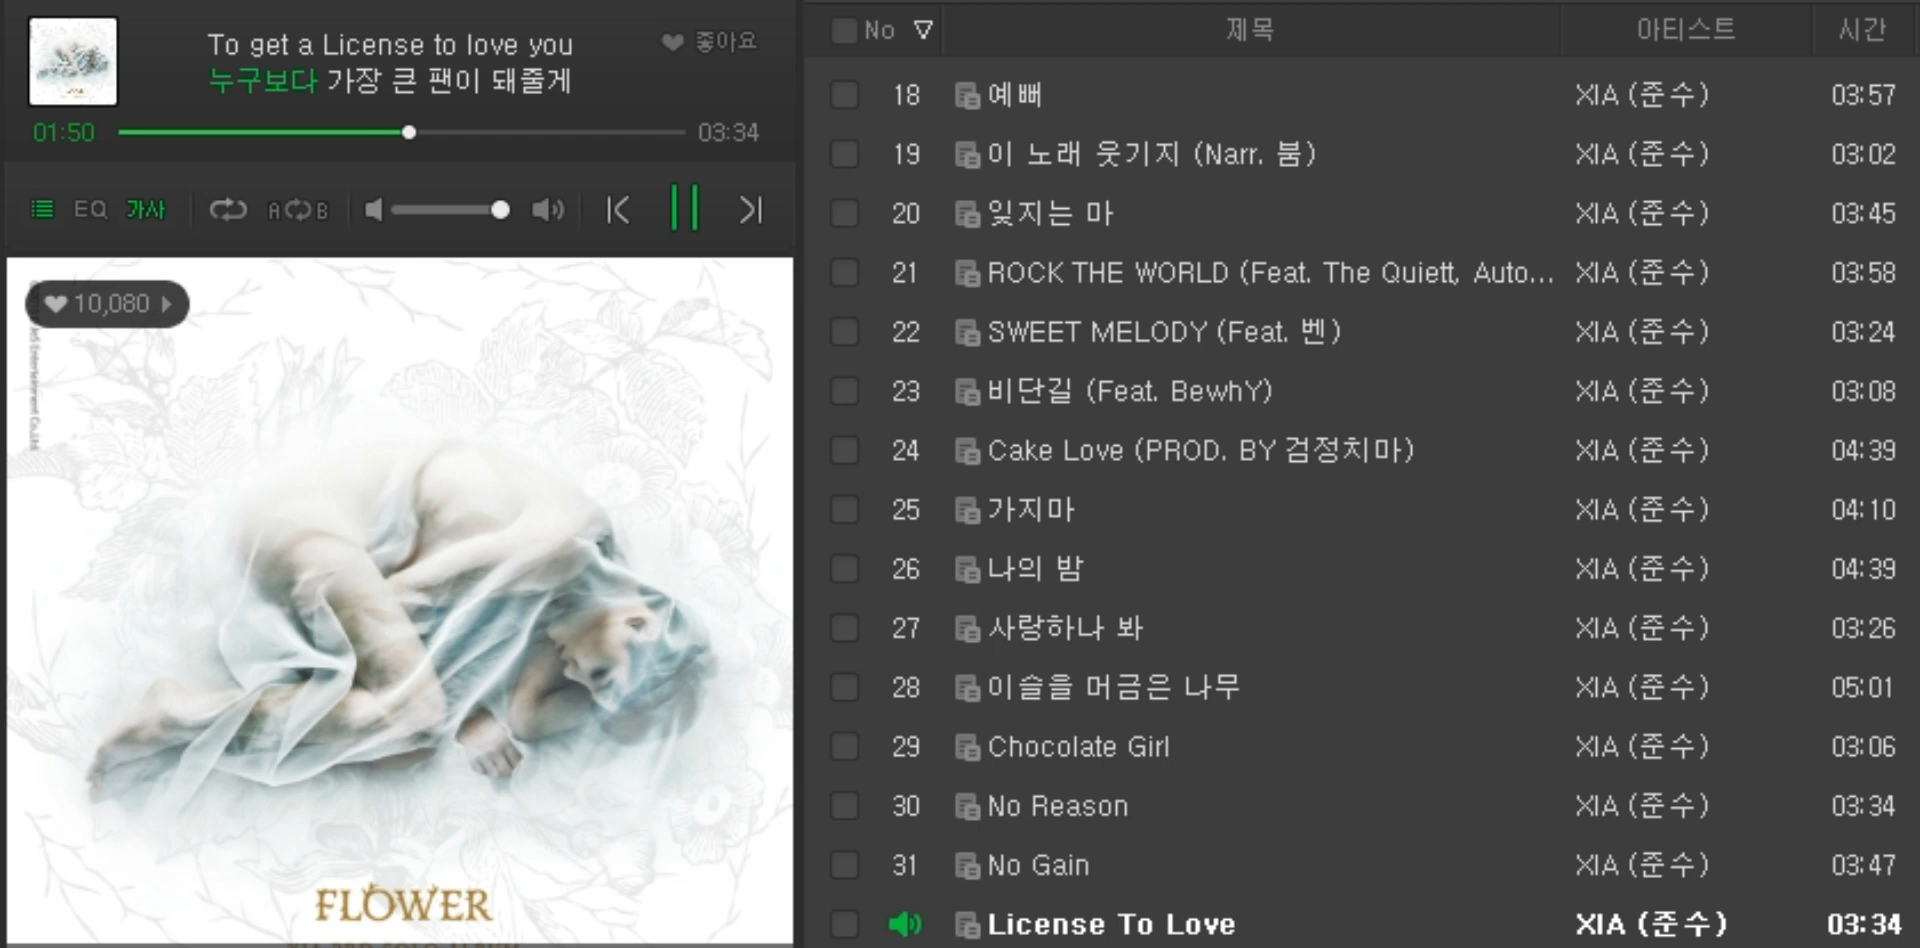 To get a License to love you
♥ 좋아요
누구보다 가장 큰 팬이 돼줄게
01:50 03:34
EQ 가사 A B
♥ 10,080
FLOWER
No ▽ 제목 아티스트 시간
18 예뻐 XIA (준수) 03:57
19 이 노래 웃기지 (Narr. 붐) XIA (준수) 03:02
20 잊지는 마 XIA (준수) 03:45
21 ROCK THE WORLD (Feat. The Quiett, Auto... XIA (준수) 03:58
22 SWEET MELODY (Feat. 벤) XIA (준수) 03:24
23 비단길 (Feat. BewhY) XIA (준수) 03:08
24 Cake Love (PROD. BY 검정치마) XIA (준수) 04:39
25 가지마 XIA (준수) 04:10
26 나의 밤 XIA (준수) 04:39
27 사랑하나 봐 XIA (준수) 03:26
28 이슬을 머금은 나무 XIA (준수) 05:01
29 Chocolate Girl XIA (준수) 03:06
30 No Reason XIA (준수) 03:34
31 No Gain XIA (준수) 03:47
License To Love XIA (준수) 03:34